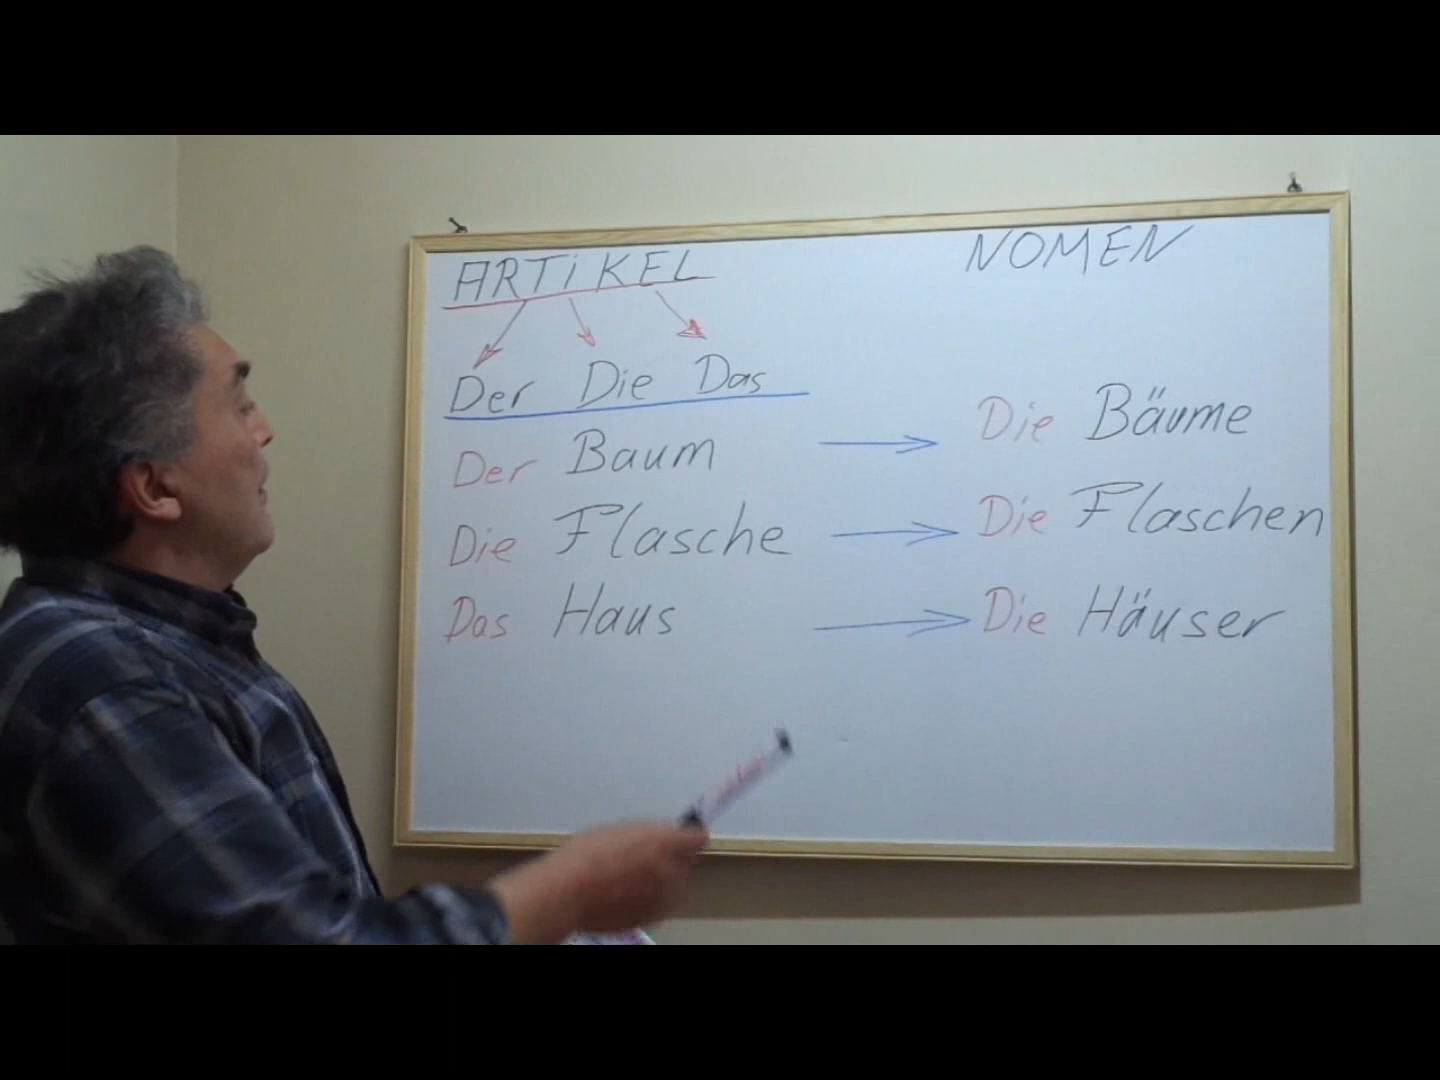 ARTiKEL NOMEN
Der Die Das
Der Baum Die Bäume
Die Flasche Die Flaschen
Das Haus Die Häuser